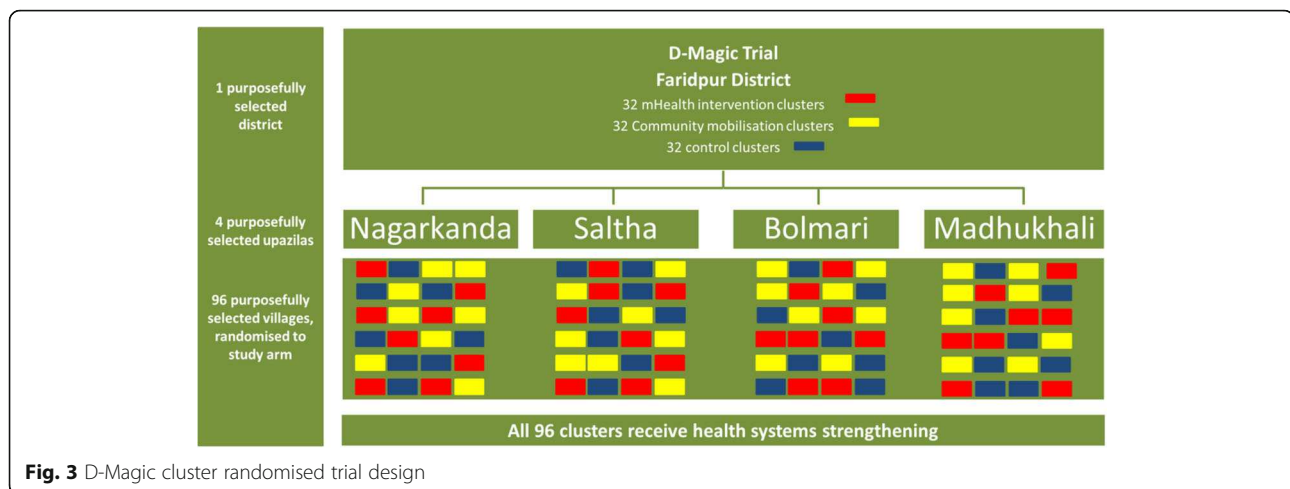 1 purposefully
selected
district
D-Magic Trial
Faridpur District
32 mHealth intervention clusters
32 Community mobilisation clusters
32 control clusters
4 purposefully
selected upazilas
Nagarkanda
Saltha
Bolmari
Madhukhali
96 purposefully
selected villages,
randomised to
study arm
All 96 clusters receive health systems strengthening
Fig. 3 D-Magic cluster randomised trial design